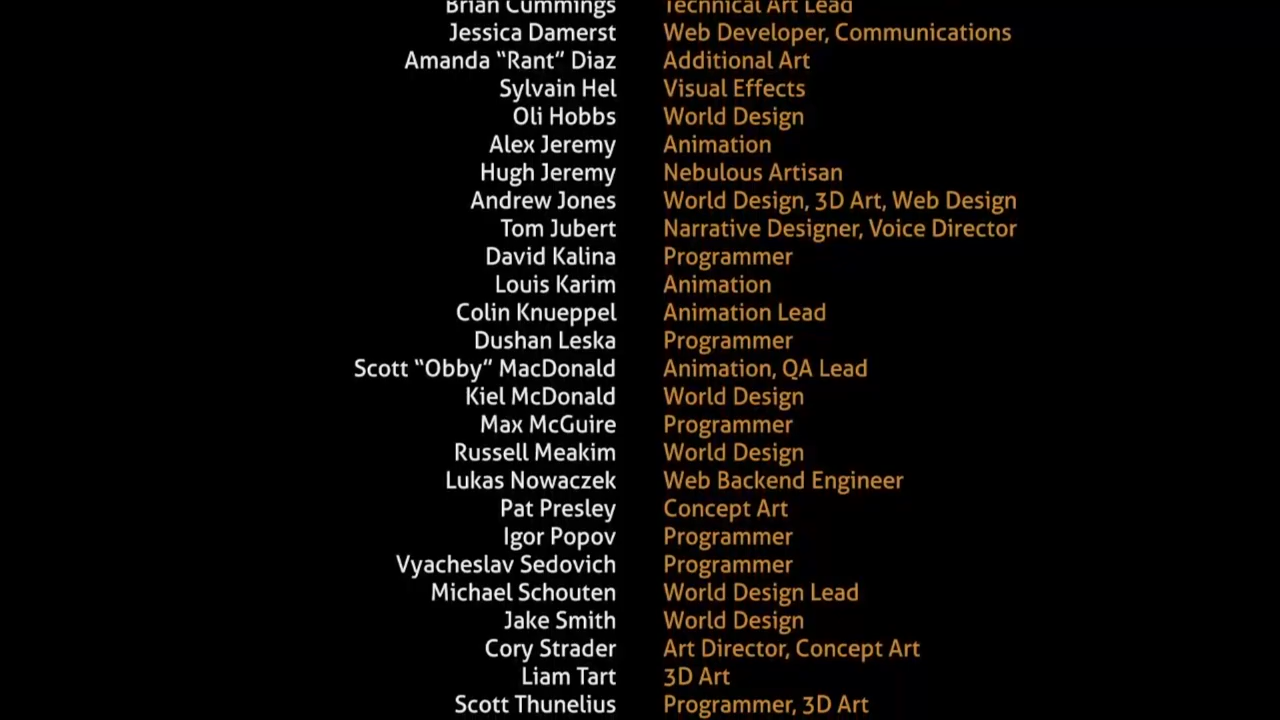 Brian Cummings Technical Art Lead
Jessica Damerst Web Developer, Communications
Amanda “Rant” Diaz Additional Art
Sylvain Hel Visual Effects
Oli Hobbs World Design
Alex Jeremy Animation
Hugh Jeremy Nebulous Artisan
Andrew Jones World Design, 3D Art, Web Design
Tom Jubert Narrative Designer, Voice Director
David Kalina Programmer
Louis Karim Animation
Colin Knueppel Animation Lead
Dushan Leska Programmer
Scott “Obby” MacDonald Animation, QA Lead
Kiel McDonald World Design
Max McGuire Programmer
Russell Meakim World Design
Lukas Nowaczek Web Backend Engineer
Pat Presley Concept Art
Igor Popov Programmer
Vyacheslav Sedovich Programmer
Michael Schouten World Design Lead
Jake Smith World Design
Cory Strader Art Director, Concept Art
Liam Tart 3D Art
Scott Thunelius Programmer, 3D Art